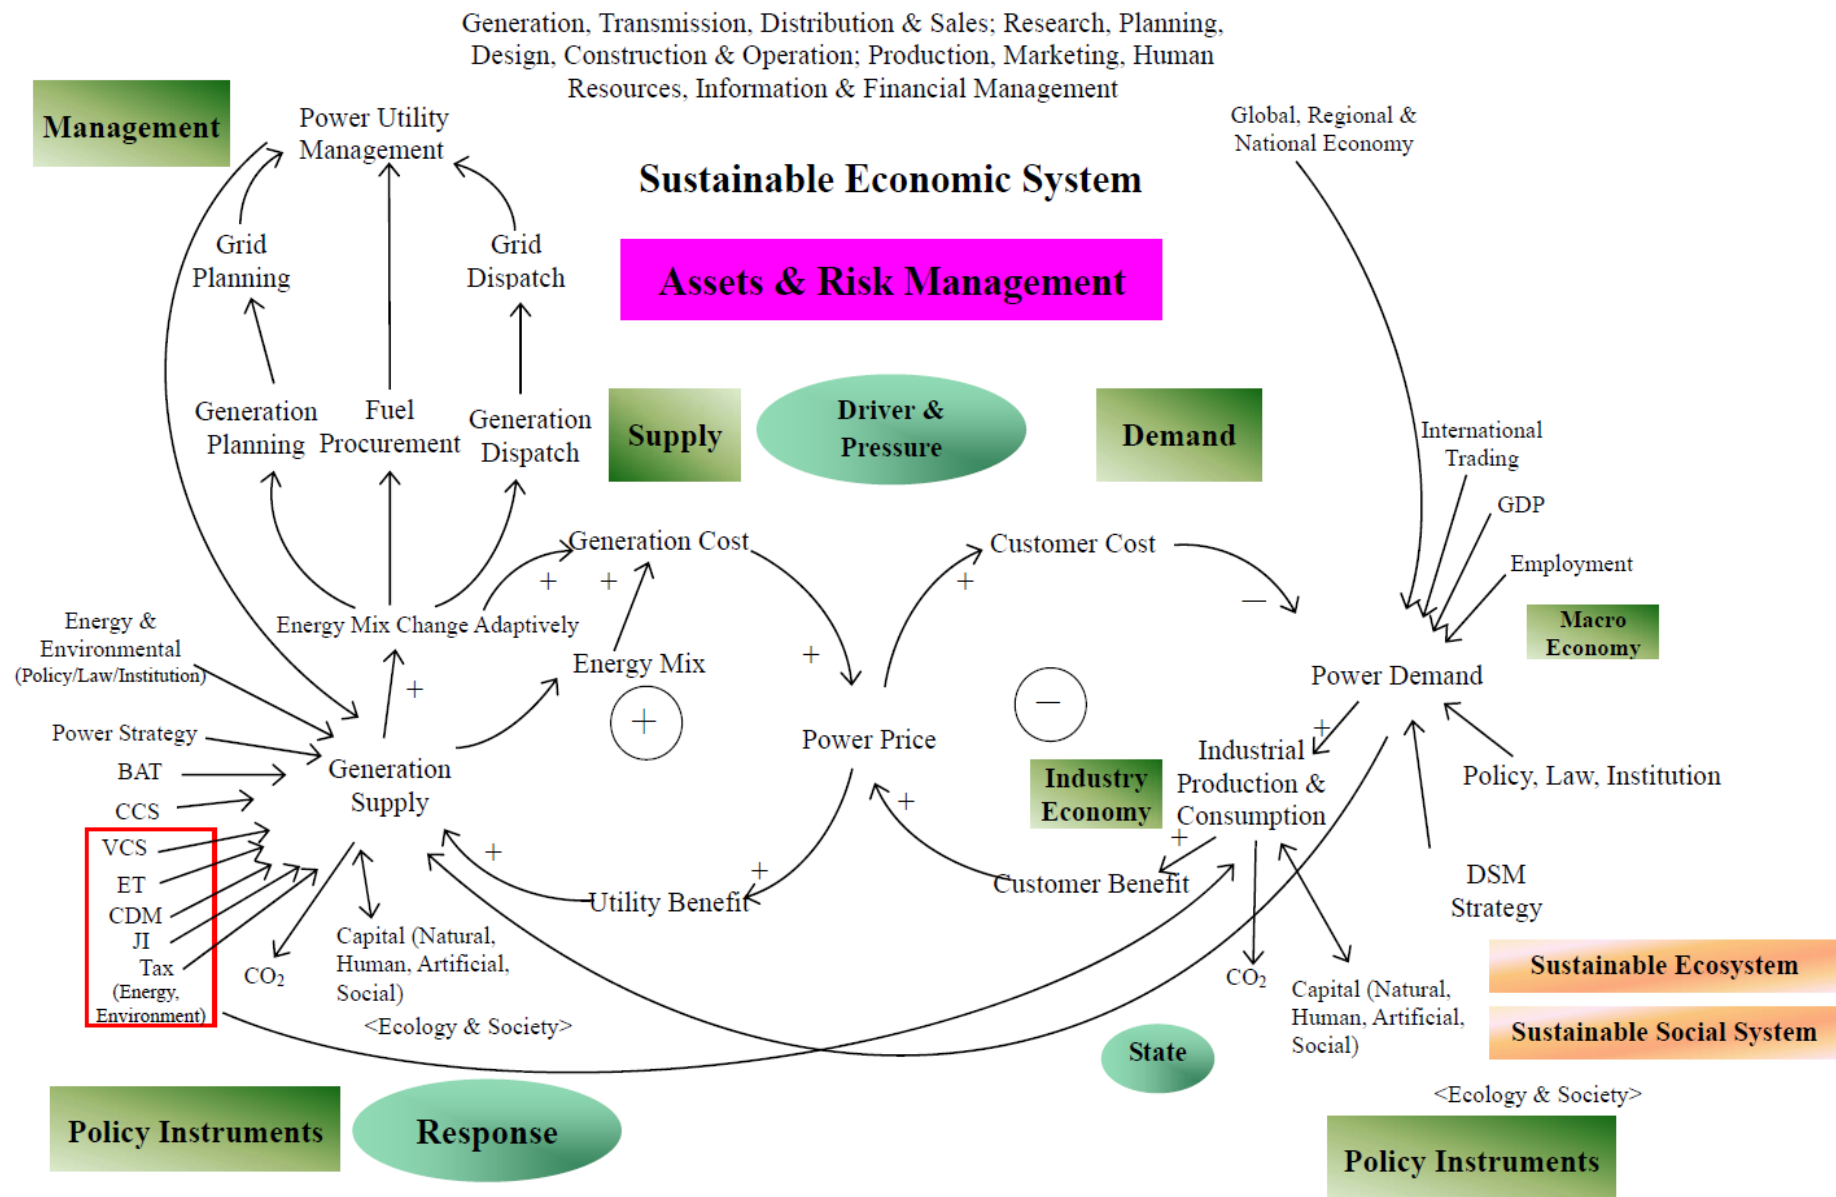 Generation, Transmission, Distribution & Sales; Research, Planning,
Design, Construction & Operation; Production, Marketing, Human
Resources, Information & Financial Management
Management
Power Utility
Management
Global, Regional &
National Economy
Sustainable Economic System
Grid
Planning
Grid
Dispatch
Assets & Risk Management
Generation
Planning
Fuel
Procurement
Generation
Dispatch
Supply
Driver &
Pressure
Demand
International
Trading
GDP
Employment
Generation Cost
+
+
Customer Cost
+
—
Energy &
Environmental
(Policy/Law/Institution)
Energy Mix Change Adaptively
Energy Mix
+
+
+
—
Macro
Economy
Power Demand
+
Power Strategy
BAT
CCS
VCS
ET
CDM
JI
Tax
(Energy,
Environment)
Generation
Supply
Power Price
Industry
Economy
Industrial
Production &
Consumption
Policy, Law, Institution
+
+
+
+
Utility Benefit
Customer Benefit
DSM
Strategy
CO₂
Capital (Natural,
Human, Artificial,
Social)
<Ecology & Society>
CO₂
Capital (Natural,
Human, Artificial,
Social)
Sustainable Ecosystem
Sustainable Social System
State
<Ecology & Society>
Policy Instruments
Response
Policy Instruments